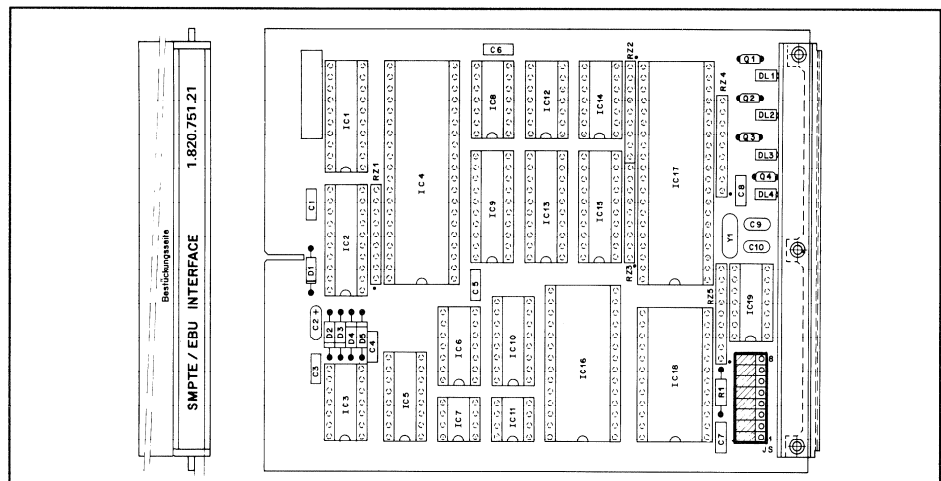 Bestückungsseite
SMPTE / EBU INTERFACE 1.820.751.21
C6
RZ2
Q1
DL1
RZ4
IC1
IC8
IC12
IC14
Q2
DL2
Q3
DL3
RZ1
IC4
IC17
Q4
C8
DL4
C1
IC2
IC9
IC13
IC15
Y1
C9
C10
D1
RZ3
RZ5
C5
IC19
C2 +
D2
D3
D4
D5
C4
IC6
IC10
IC16
IC18
C3
IC3
IC5
8
R1
IC7
IC11
C7
1
JS